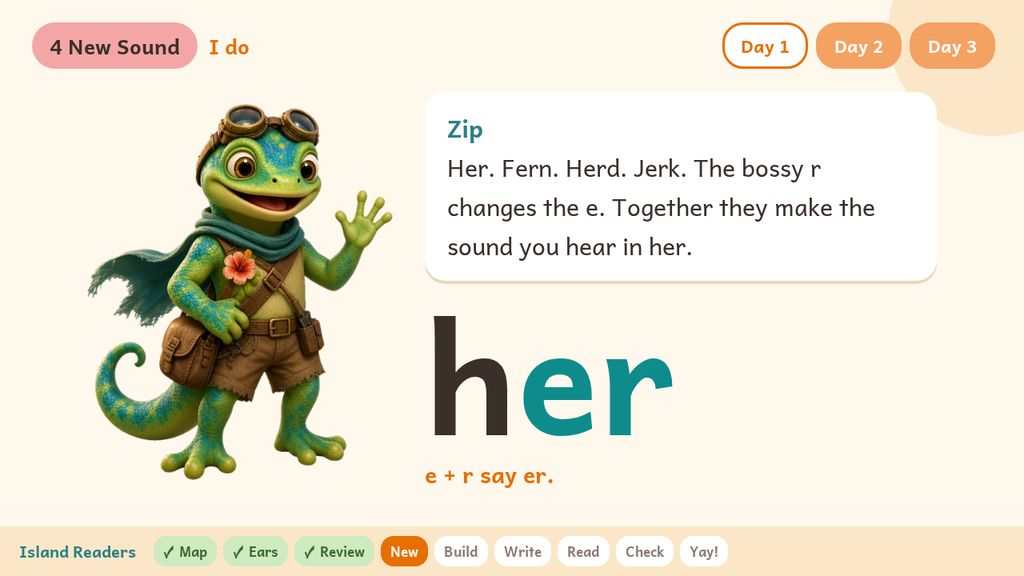 4 New Sound I do
Day 1 Day 2 Day 3
Zip
Her. Fern. Herd. Jerk. The bossy r
changes the e. Together they make the
sound you hear in her.
her
e + r say er.
Island Readers ✓ Map ✓ Ears ✓ Review New Build Write Read Check Yay!